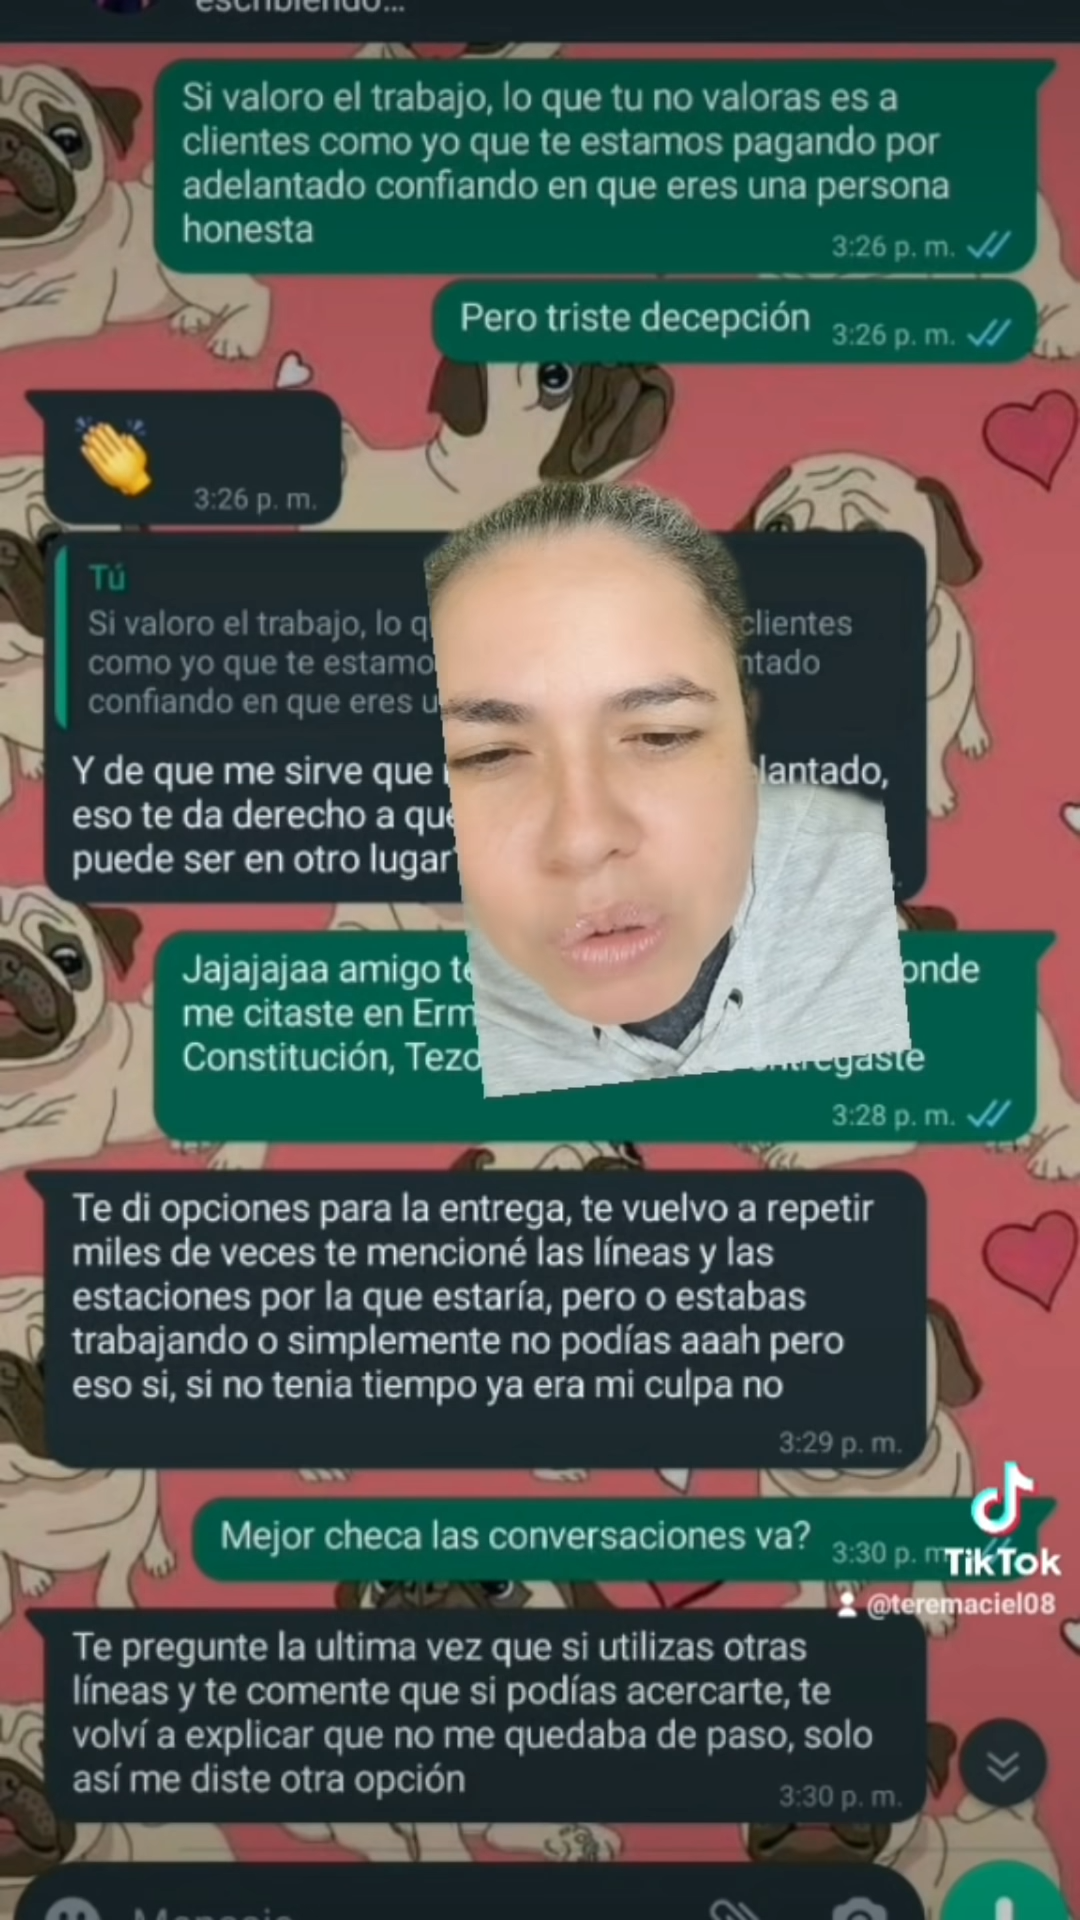 escribiendo...
Si valoro el trabajo, lo que tu no valoras es a
clientes como yo que te estamos pagando por
adelantado confiando en que eres una persona
honesta
3:26 p. m.
Pero triste decepción
3:26 p. m.
👏
3:26 p. m.
Tú
Si valoro el trabajo, lo clientes
como yo que te
confiando en que eres
Y de que me sirve que
eso te da derecho a
puede ser en otro lugar
Jajajajaa amigo
me citaste en
Constitución,
3:28 p. m.
Te di opciones para la entrega, te vuelvo a repetir
miles de veces te mencioné las líneas y las
estaciones por la que estaría, pero o estabas
trabajando o simplemente no podías aaah pero
eso si, si no tenia tiempo ya era mi culpa no
3:29 p. m.
Mejor checa las conversaciones va?
3:30 p. m
TikTok
@teremaciel08
Te pregunte la ultima vez que si utilizas otras
líneas y te comente que si podías acercarte, te
volví a explicar que no me quedaba de paso, solo
así me diste otra opción
3:30 p. m.